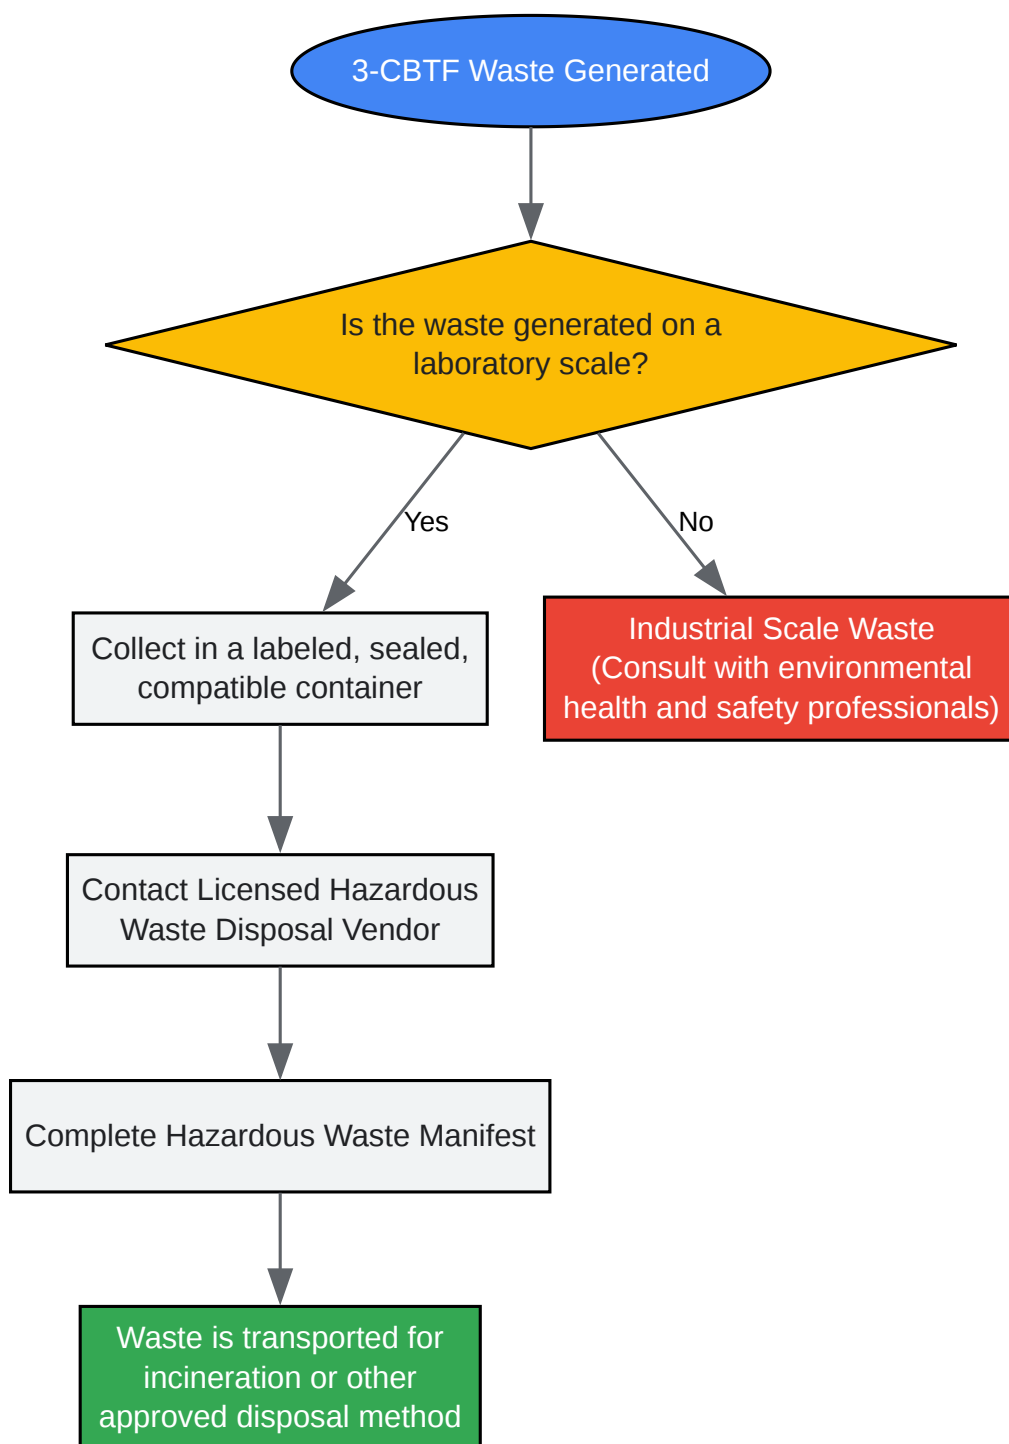 3-CBTF Waste Generated
Is the waste generated on a
laboratory scale?
Yes
No
Collect in a labeled, sealed,
compatible container
Industrial Scale Waste
(Consult with environmental
health and safety professionals)
Contact Licensed Hazardous
Waste Disposal Vendor
Complete Hazardous Waste Manifest
Waste is transported for
incineration or other
approved disposal method